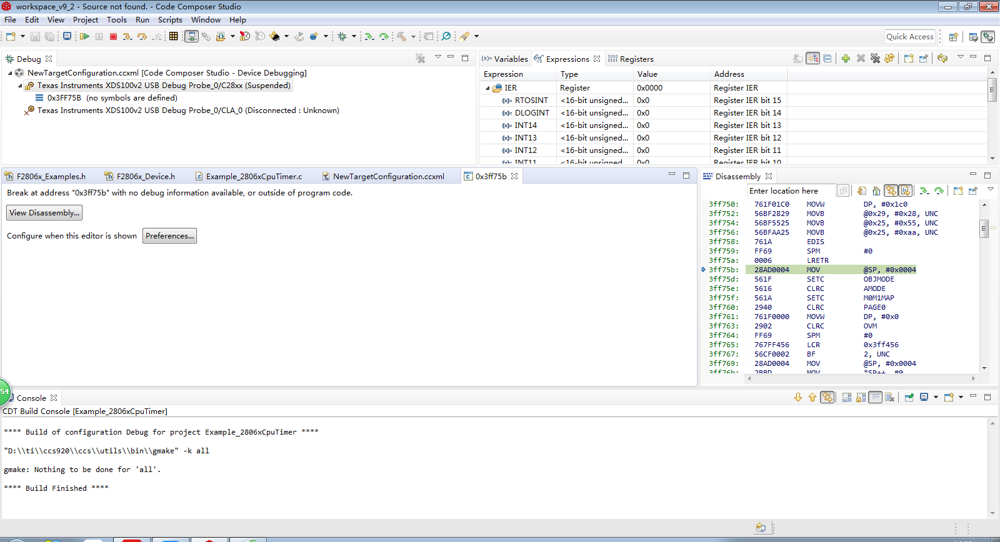 workspace_v9_2 - Source not found. - Code Composer Studio
File Edit View Project Tools Run Scripts Window Help
Quick Access
Debug
NewTargetConfiguration.ccxml [Code Composer Studio - Device Debugging]
Texas Instruments XDS100v2 USB Debug Probe_0/C28xx (Suspended)
0x3FF75B (no symbols are defined)
Texas Instruments XDS100v2 USB Debug Probe_0/CLA_0 (Disconnected : Unknown)
(x)= Variables Expressions Registers
Expression Type Value Address
IER Register 0x0000 Register IER
(x)= RTOSINT <16-bit unsigned... 0x0 Register IER bit 15
(x)= DLOGINT <16-bit unsigned... 0x0 Register IER bit 14
(x)= INT14 <16-bit unsigned... 0x0 Register IER bit 13
(x)= INT13 <16-bit unsigned... 0x0 Register IER bit 12
(x)= INT12 <16-bit unsigned... 0x0 Register IER bit 11
(x)= INT11 <16-bit unsigned... 0x0 Register IER bit 10
F2806x_Examples.h F2806x_Device.h Example_2806xCpuTimer.c NewTargetConfiguration.ccxml 0x3ff75b
Break at address "0x3ff75b" with no debug information available, or outside of program code.
View Disassembly...
Configure when this editor is shown Preferences...
Disassembly
Enter location here
3ff750: 761F01C0 MOVW DP, #0x1c0
3ff752: 56BF2829 MOVB @0x29, #0x28, UNC
3ff754: 56BF5525 MOVB @0x25, #0x55, UNC
3ff756: 56BFAA25 MOVB @0x25, #0xaa, UNC
3ff758: 761A EDIS
3ff759: FF69 SPM #0
3ff75a: 0006 LRETR
3ff75b: 28AD0004 MOV @SP, #0x0004
3ff75d: 561F SETC OBJMODE
3ff75e: 5616 CLRC AMODE
3ff75f: 561A SETC M0M1MAP
3ff760: 2940 CLRC PAGE0
3ff761: 761F0000 MOVW DP, #0x0
3ff763: 2902 CLRC OVM
3ff764: FF69 SPM #0
3ff765: 767FF456 LCR 0x3ff456
3ff767: 56CF0002 BF 2, UNC
3ff769: 28AD0004 MOV @SP, #0x0004
3ff76b: 2BBD MOV *SP++, #0
54
Console
CDT Build Console [Example_2806xCpuTimer]
**** Build of configuration Debug for project Example_2806xCpuTimer ****
"D:\\ti\\ccs920\\ccs\\utils\\bin\\gmake" -k all
gmake: Nothing to be done for 'all'.
**** Build Finished ****